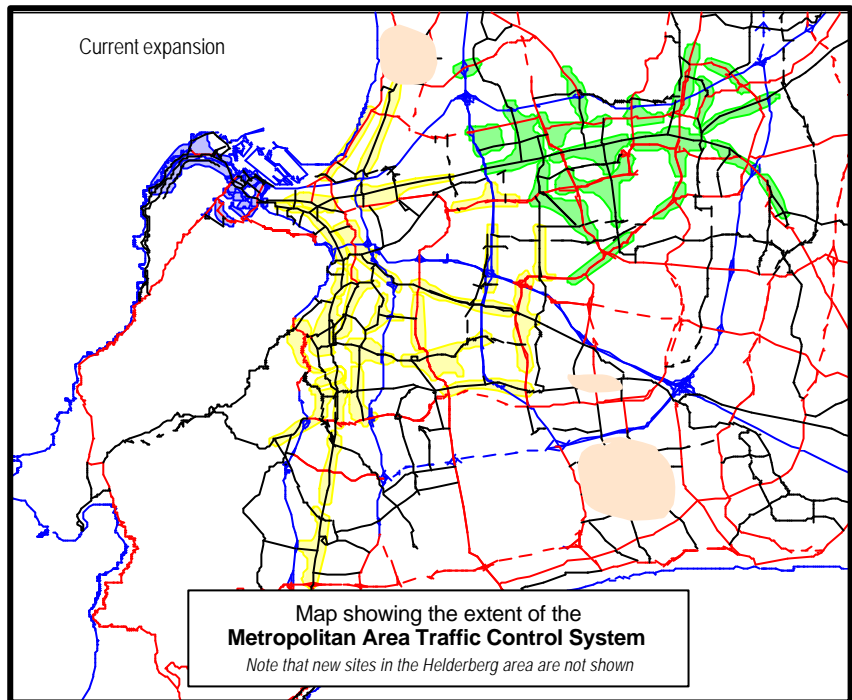 Current expansion
Map showing the extent of the
Metropolitan Area Traffic Control System
Note that new sites in the Helderberg area are not shown